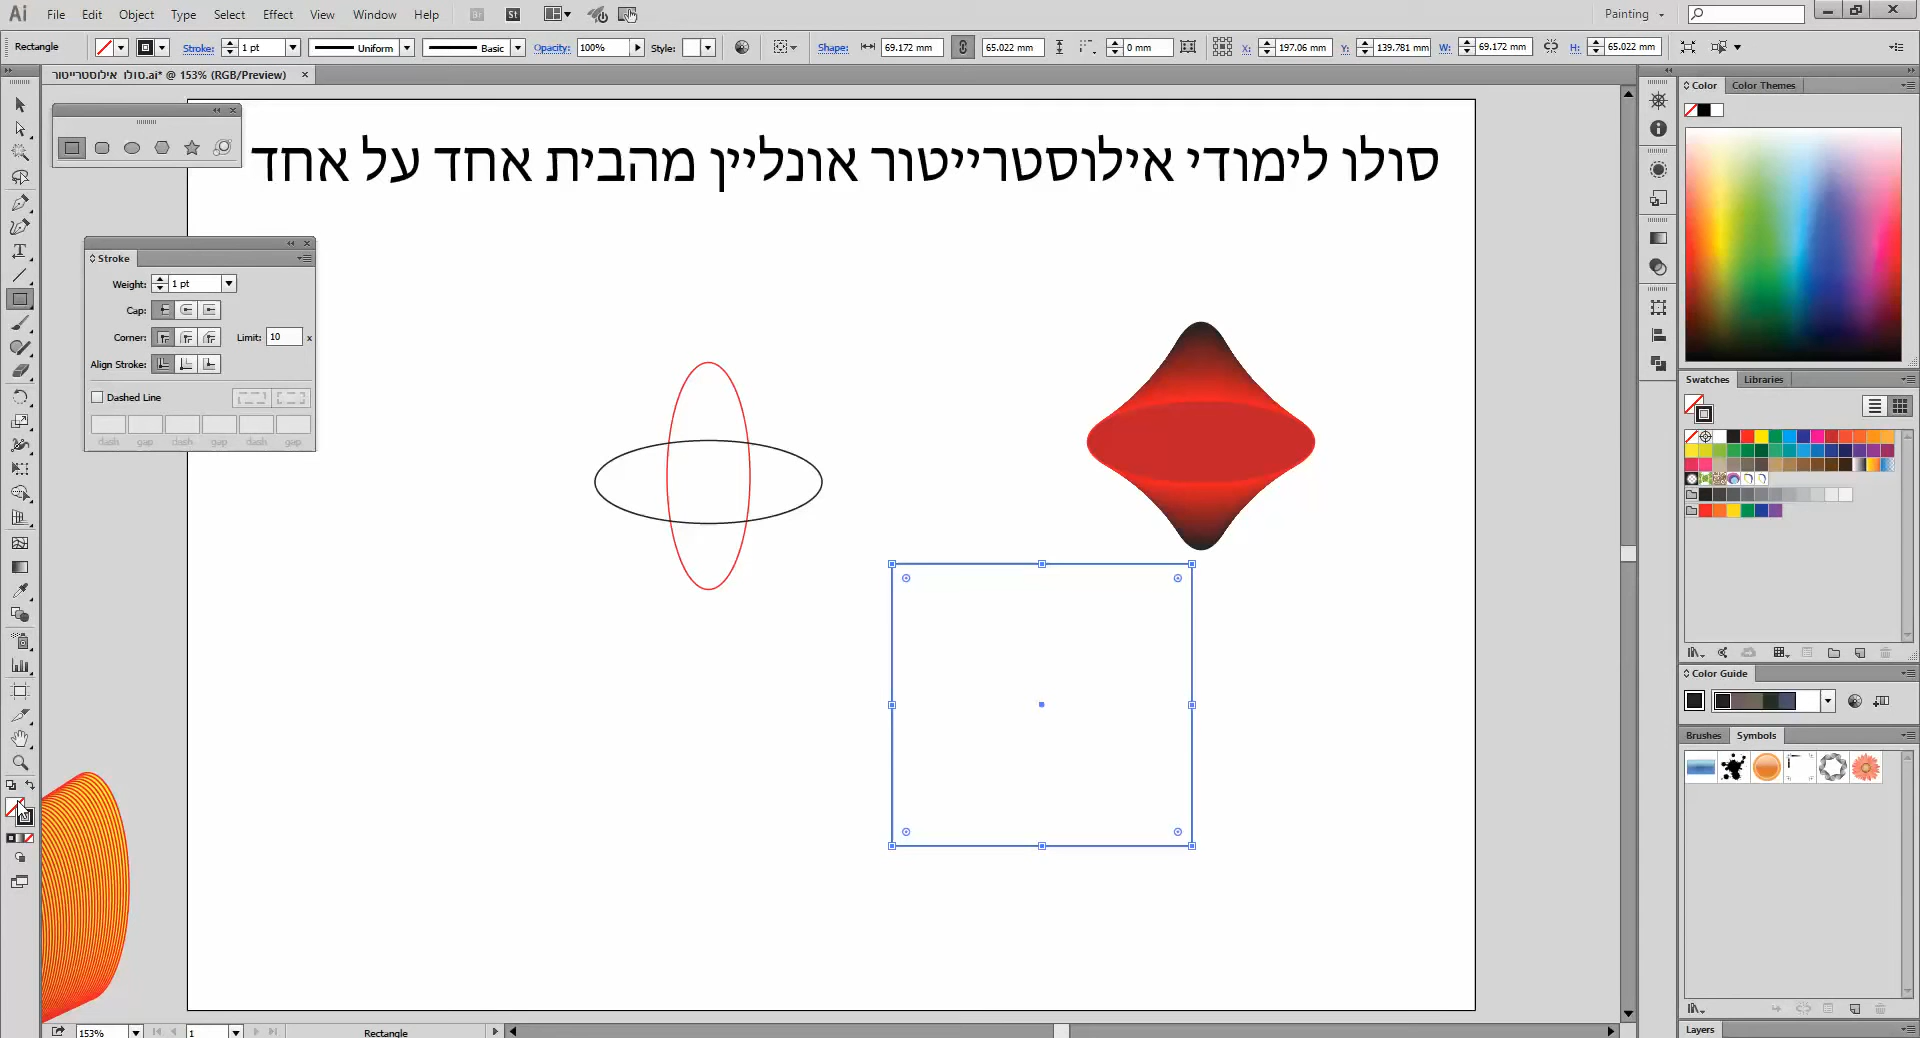 Ai File Edit Object Type Select Effect View Window Help Br St Painting
Rectangle Stroke: 1 pt Uniform Basic Opacity: 100% Style: Shape: 69.172 mm 65.022 mm 0 mm X: 197.06 mm Y: 139.781 mm W: 69.172 mm H: 65.022 mm
סולו אילוסטרייטור.ai* @ 153% (RGB/Preview)
Color Color Themes
סולו לימודי אילוסטרייטור אונליין מהבית אחד על אחד
Stroke
Weight: 1 pt
Cap:
Corner: Limit: 10 x
Align Stroke:
Dashed Line
dash gap dash gap dash gap
Swatches Libraries
Color Guide
Brushes Symbols
Layers
153% 1 Rectangle